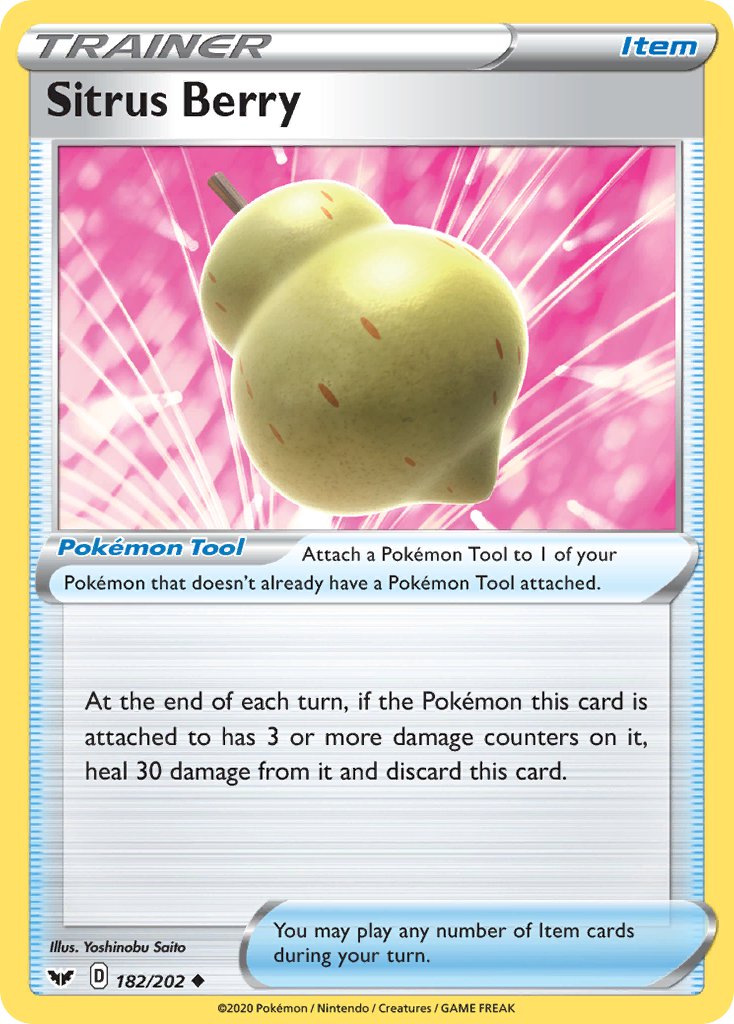 TRAINER
Item
Sitrus Berry
Pokémon Tool
Attach a Pokémon Tool to 1 of your
Pokémon that doesn't already have a Pokémon Tool attached.
At the end of each turn, if the Pokémon this card is
attached to has 3 or more damage counters on it,
heal 30 damage from it and discard this card.
You may play any number of Item cards
during your turn.
Illus. Yoshinobu Saito
D 182/202
©2020 Pokémon / Nintendo / Creatures / GAME FREAK